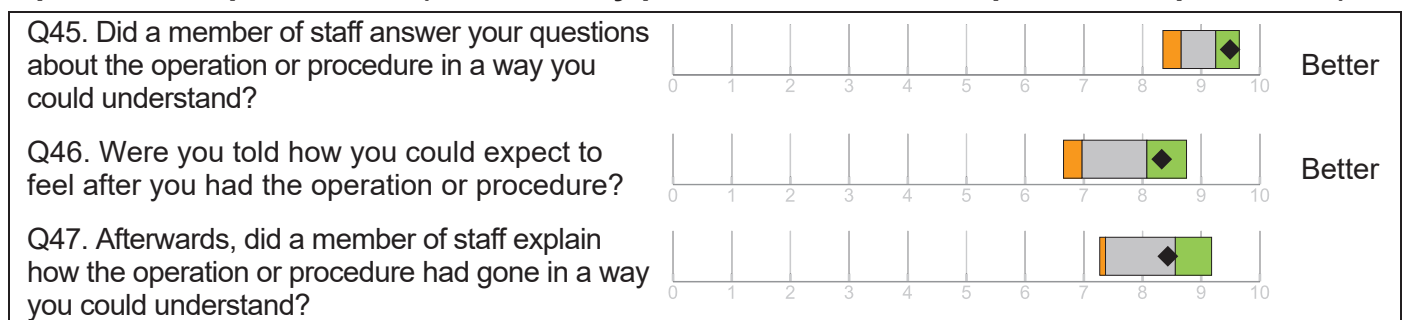 Q45. Did a member of staff answer your questions
about the operation or procedure in a way you
could understand?
0 1 2 3 4 5 6 7 8 9 10
Better
Q46. Were you told how you could expect to
feel after you had the operation or procedure?
0 1 2 3 4 5 6 7 8 9 10
Better
Q47. Afterwards, did a member of staff explain
how the operation or procedure had gone in a way
you could understand?
0 1 2 3 4 5 6 7 8 9 10